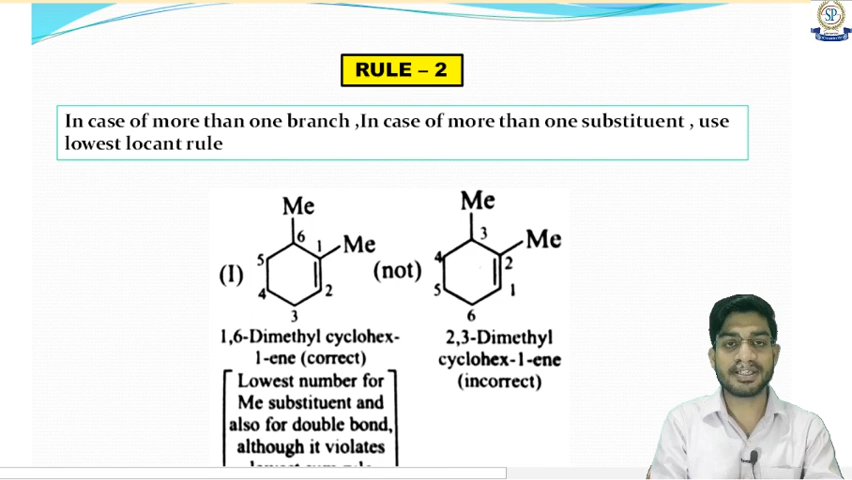 SP
RULE – 2
In case of more than one branch ,In case of more than one substituent , use
lowest locant rule
Me
6
1
Me
5
(I)
4
2
3
(not)
Me
3
Me
4
2
5
1
6
1,6-Dimethyl cyclohex-
1-ene (correct)
2,3-Dimethyl
cyclohex-1-ene
(incorrect)
Lowest number for
Me substituent and
also for double bond,
although it violates